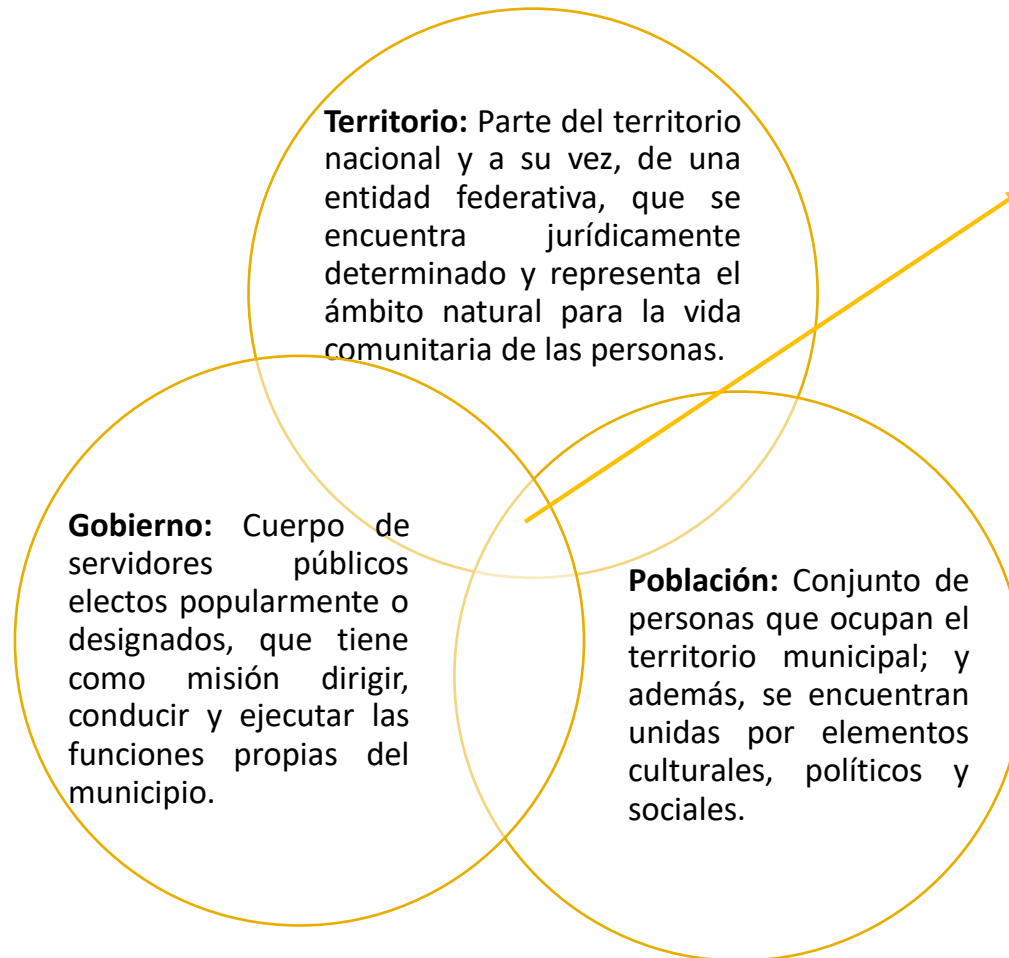 Territorio: Parte del territorio
nacional y a su vez, de una
entidad federativa, que se
encuentra jurídicamente
determinado y representa el
ámbito natural para la vida
comunitaria de las personas.
Gobierno: Cuerpo de
servidores públicos
electos popularmente o
designados, que tiene
como misión dirigir,
conducir y ejecutar las
funciones propias del
municipio.
Población: Conjunto de
personas que ocupan el
territorio municipal; y
además, se encuentran
unidas por elementos
culturales, políticos y
sociales.